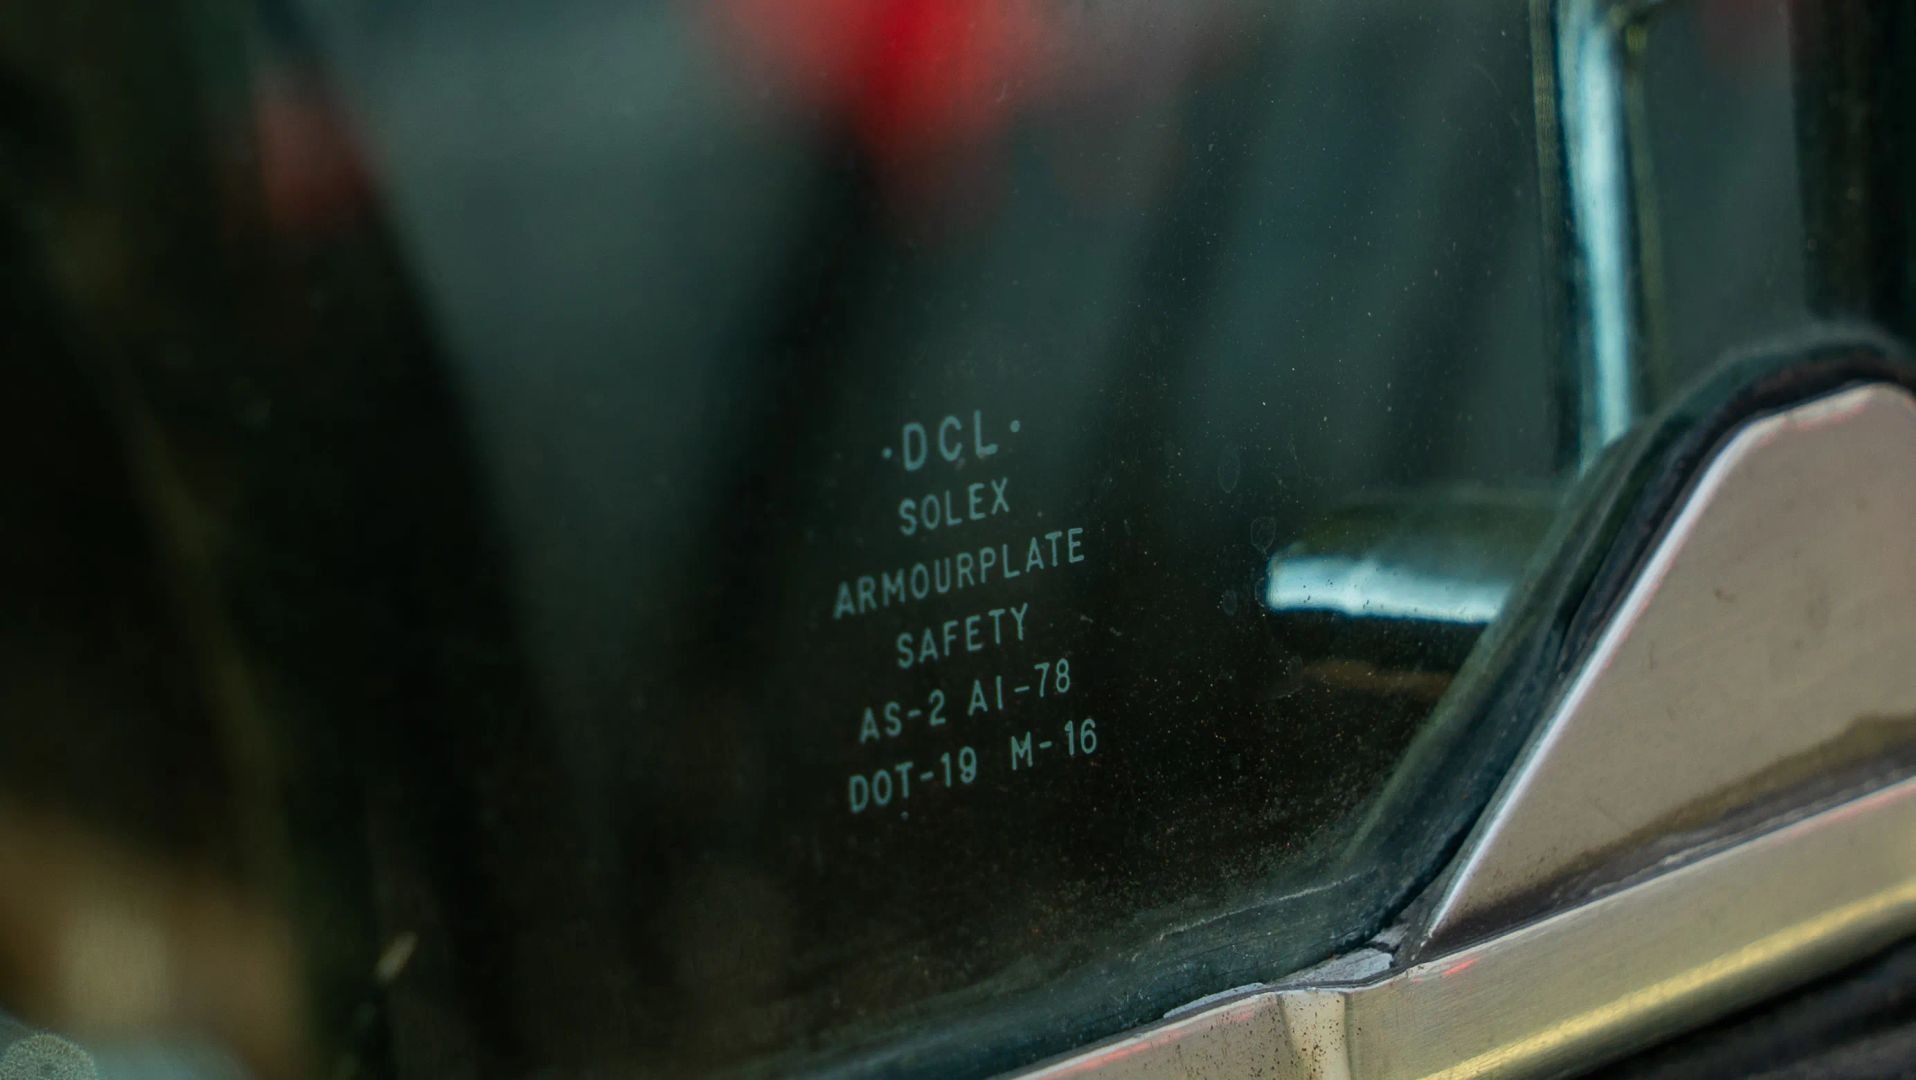 ·DCL·
SOLEX
ARMOURPLATE
SAFETY
AS-2 AI-78
DOT-19 M-16